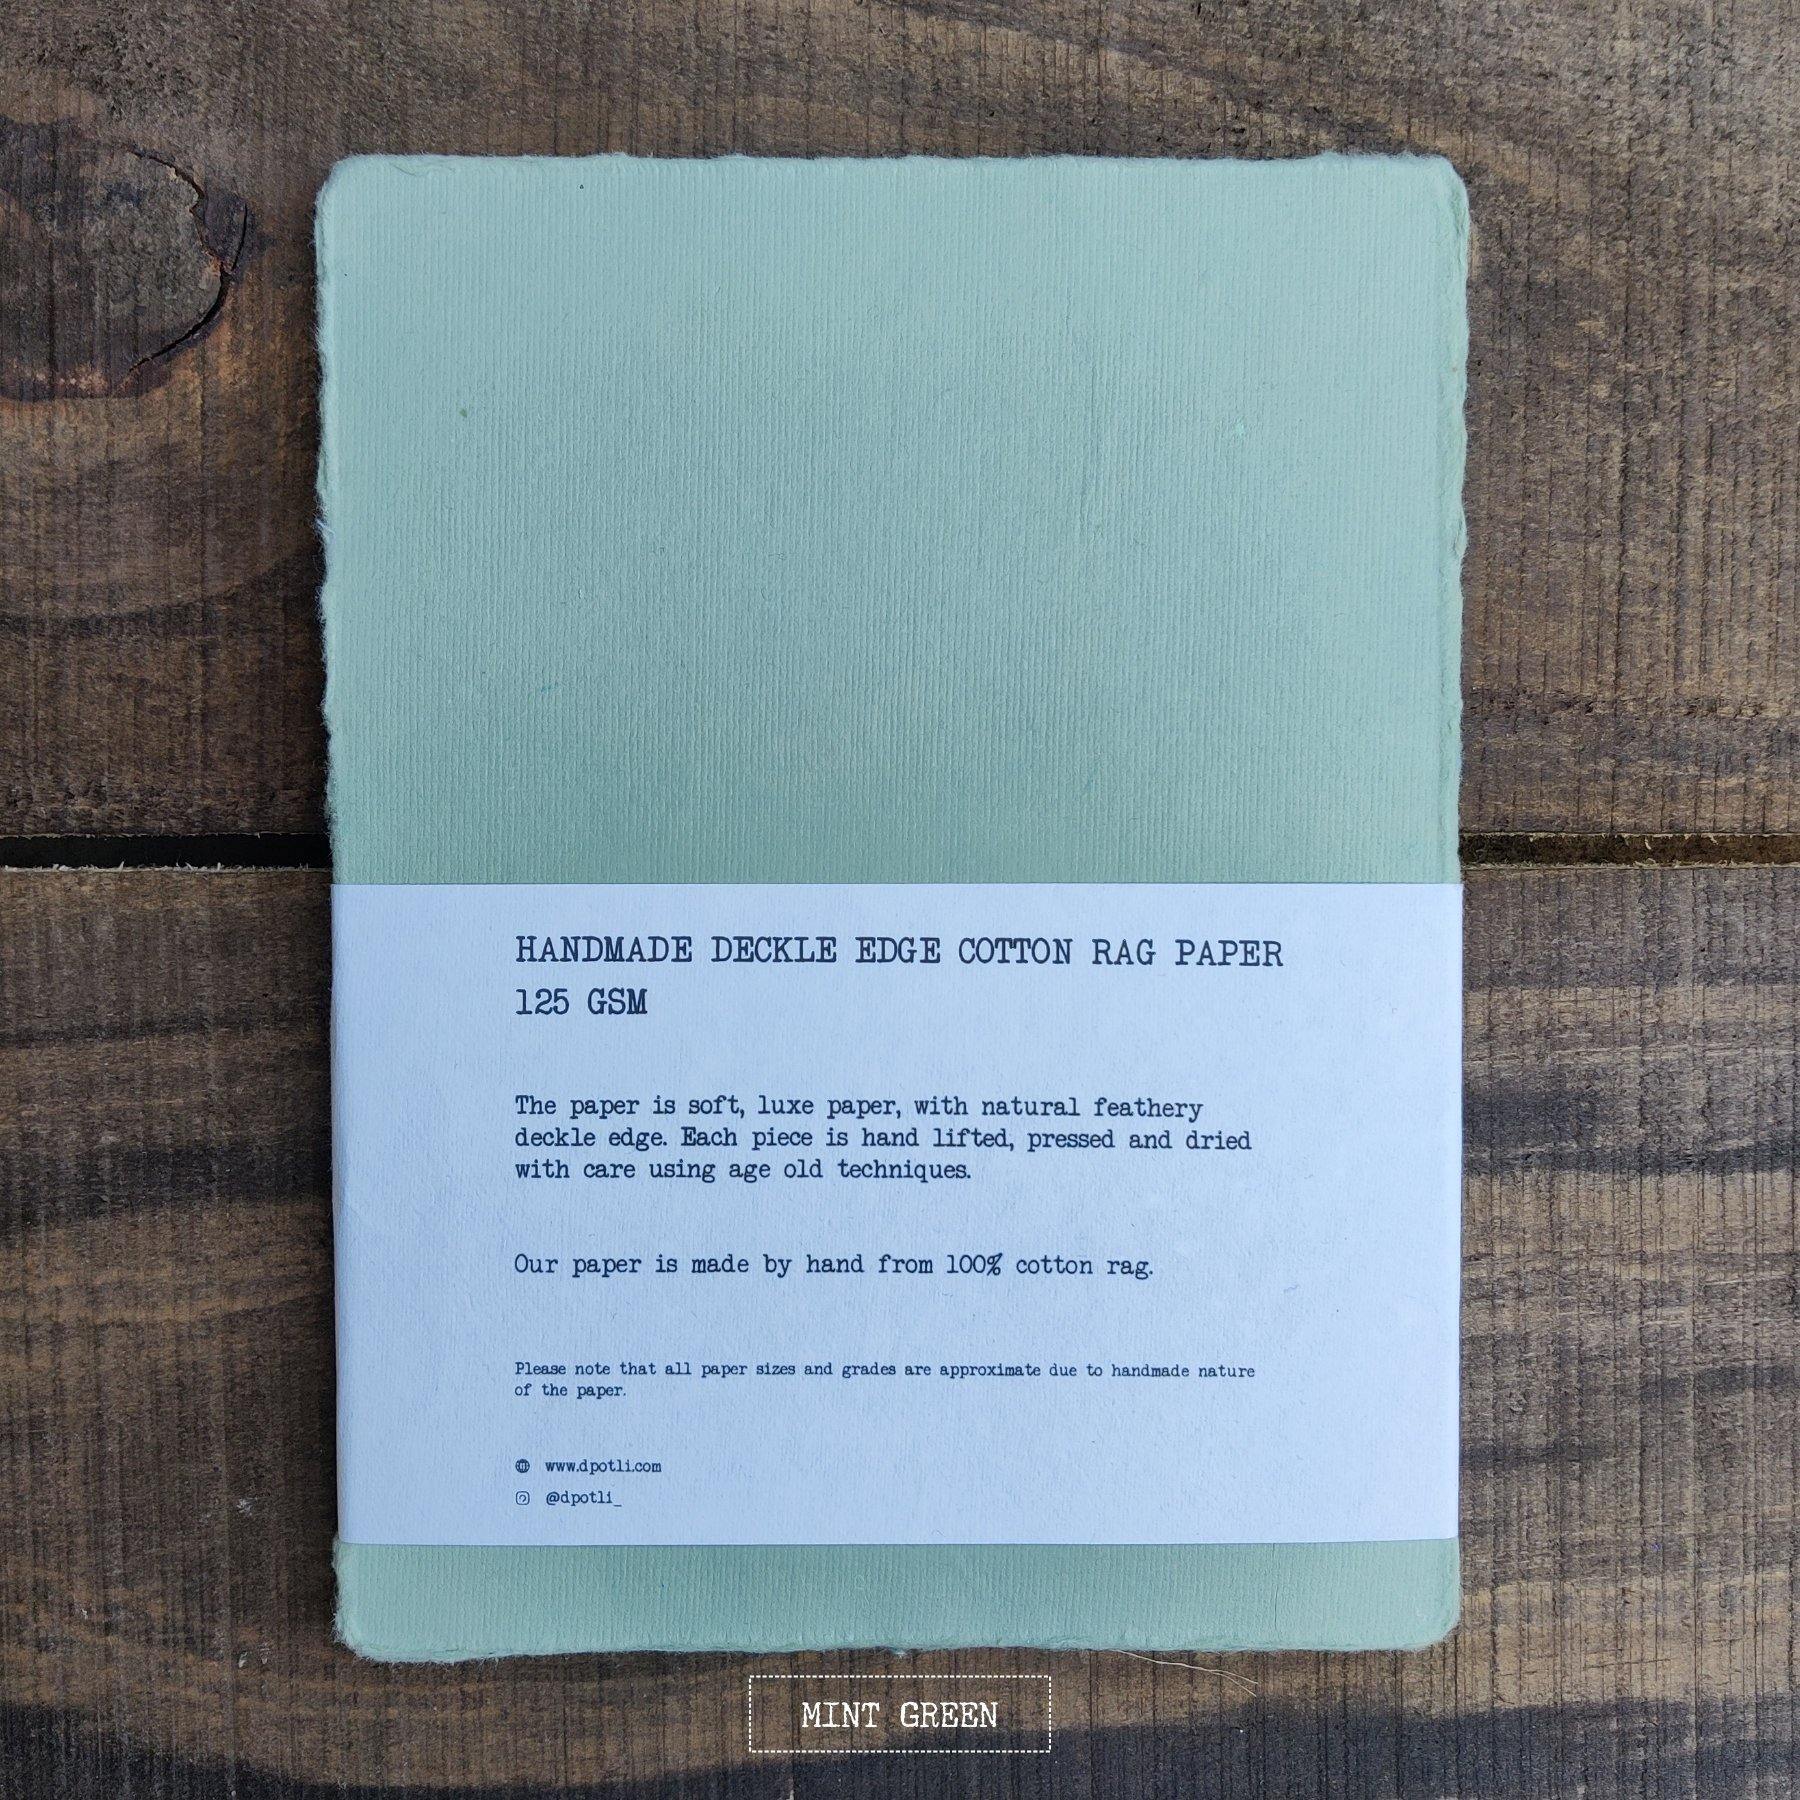 HANDMADE DECKLE EDGE COTTON RAG PAPER
125 GSM
The paper is soft, luxe paper, with natural feathery
deckle edge. Each piece is hand lifted, pressed and dried
with care using age old techniques.
Our paper is made by hand from 100% cotton rag.
Please note that all paper sizes and grades are approximate due to handmade nature
of the paper.
www.dpotli.com
@dpotli_
MINT GREEN